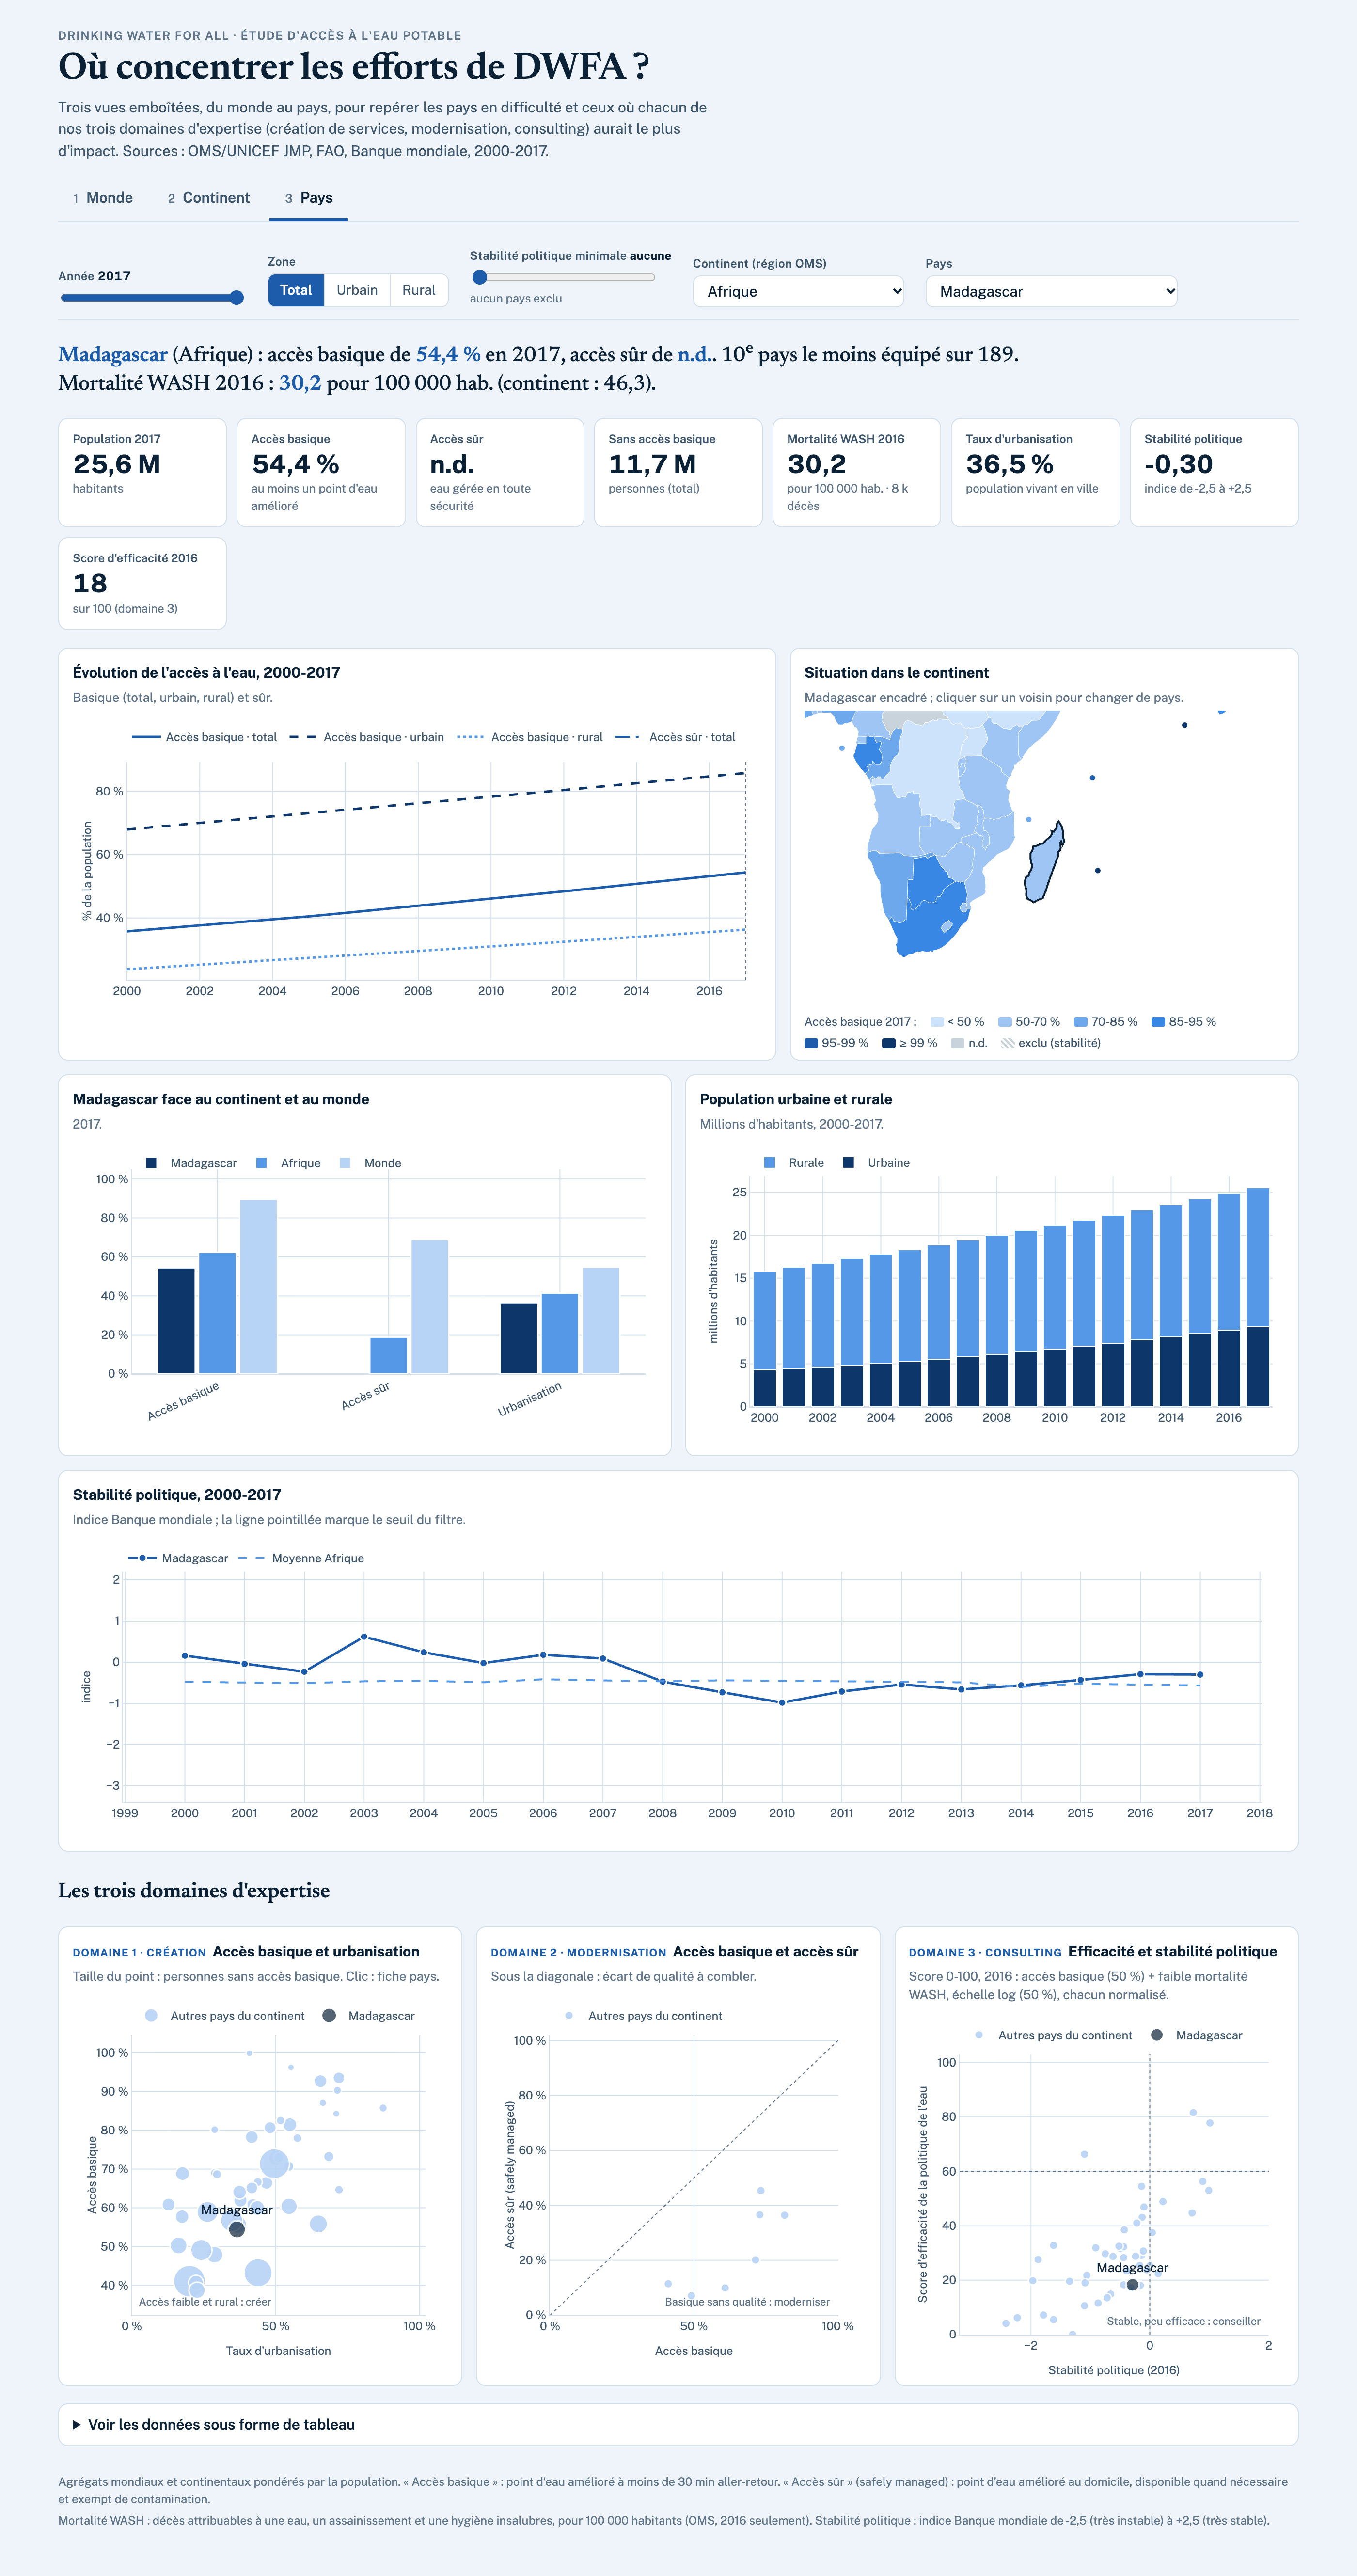 DRINKING WATER FOR ALL · ÉTUDE D'ACCÈS À L'EAU POTABLE
Où concentrer les efforts de DWFA ?
Trois vues emboîtées, du monde au pays, pour repérer les pays en difficulté et ceux où chacun de
nos trois domaines d'expertise (création de services, modernisation, consulting) aurait le plus
d'impact. Sources : OMS/UNICEF JMP, FAO, Banque mondiale, 2000-2017.
1 Monde 2 Continent 3 Pays
Année 2017
Zone
Total Urbain Rural
Stabilité politique minimale aucune
aucun pays exclu
Continent (région OMS)
Afrique
Pays
Madagascar
Madagascar (Afrique) : accès basique de 54,4 % en 2017, accès sûr de n.d.. 10e pays le moins équipé sur 189.
Mortalité WASH 2016 : 30,2 pour 100 000 hab. (continent : 46,3).
Population 2017
25,6 M
habitants
Accès basique
54,4 %
au moins un point d'eau
amélioré
Accès sûr
n.d.
eau gérée en toute
sécurité
Sans accès basique
11,7 M
personnes (total)
Mortalité WASH 2016
30,2
pour 100 000 hab. · 8 k
décès
Taux d'urbanisation
36,5 %
population vivant en ville
Stabilité politique
-0,30
indice de -2,5 à +2,5
Score d'efficacité 2016
18
sur 100 (domaine 3)
Évolution de l'accès à l'eau, 2000-2017
Basique (total, urbain, rural) et sûr.
Accès basique · total Accès basique · urbain Accès basique · rural Accès sûr · total
% de la population
80 %
60 %
40 %
2000 2002 2004 2006 2008 2010 2012 2014 2016
Situation dans le continent
Madagascar encadré ; cliquer sur un voisin pour changer de pays.
Accès basique 2017 : < 50 % 50-70 % 70-85 % 85-95 %
95-99 % ≥ 99 % n.d. exclu (stabilité)
Madagascar face au continent et au monde
2017.
Madagascar Afrique Monde
100 %
80 %
60 %
40 %
20 %
0 %
Accès basique Accès sûr Urbanisation
Population urbaine et rurale
Millions d'habitants, 2000-2017.
Rurale Urbaine
millions d'habitants
25
20
15
10
5
0
2000 2002 2004 2006 2008 2010 2012 2014 2016
Stabilité politique, 2000-2017
Indice Banque mondiale ; la ligne pointillée marque le seuil du filtre.
Madagascar Moyenne Afrique
indice
2
1
0
−1
−2
−3
1999 2000 2001 2002 2003 2004 2005 2006 2007 2008 2009 2010 2011 2012 2013 2014 2015 2016 2017 2018
Les trois domaines d'expertise
DOMAINE 1 · CRÉATION Accès basique et urbanisation
Taille du point : personnes sans accès basique. Clic : fiche pays.
Autres pays du continent Madagascar
Accès basique
100 %
90 %
80 %
70 %
60 %
50 %
40 %
Madagascar
Accès faible et rural : créer
0 % 50 % 100 %
Taux d'urbanisation
DOMAINE 2 · MODERNISATION Accès basique et accès sûr
Sous la diagonale : écart de qualité à combler.
Autres pays du continent
Accès sûr (safely managed)
100 %
80 %
60 %
40 %
20 %
0 %
Basique sans qualité : moderniser
0 % 50 % 100 %
Accès basique
DOMAINE 3 · CONSULTING Efficacité et stabilité politique
Score 0-100, 2016 : accès basique (50 %) + faible mortalité
WASH, échelle log (50 %), chacun normalisé.
Autres pays du continent Madagascar
Score d'efficacité de la politique de l'eau
100
80
60
40
20
0
Madagascar
Stable, peu efficace : conseiller
−2 0 2
Stabilité politique (2016)
▶ Voir les données sous forme de tableau
Agrégats mondiaux et continentaux pondérés par la population. « Accès basique » : point d'eau amélioré à moins de 30 min aller-retour. « Accès sûr » (safely managed) : point d'eau amélioré au domicile, disponible quand nécessaire
et exempt de contamination.
Mortalité WASH : décès attribuables à une eau, un assainissement et une hygiène insalubres, pour 100 000 habitants (OMS, 2016 seulement). Stabilité politique : indice Banque mondiale de -2,5 (très instable) à +2,5 (très stable).